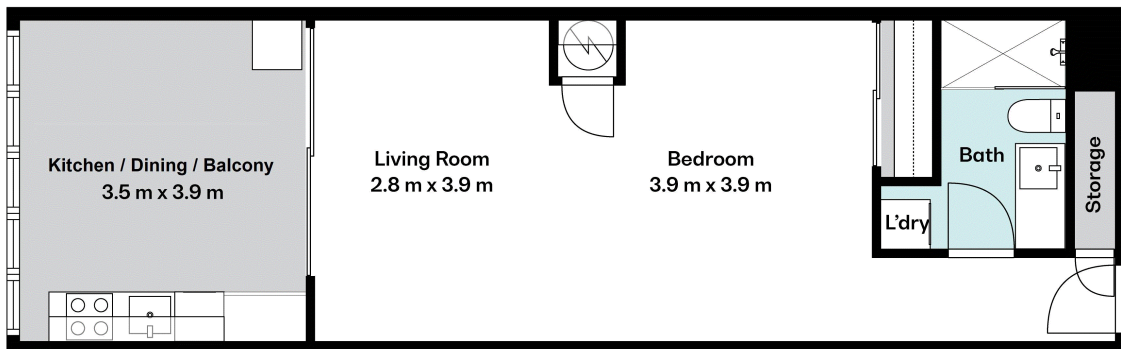 Kitchen / Dining / Balcony
3.5 m x 3.9 m
Living Room
2.8 m x 3.9 m
Bedroom
3.9 m x 3.9 m
Bath
L'dry
Storage